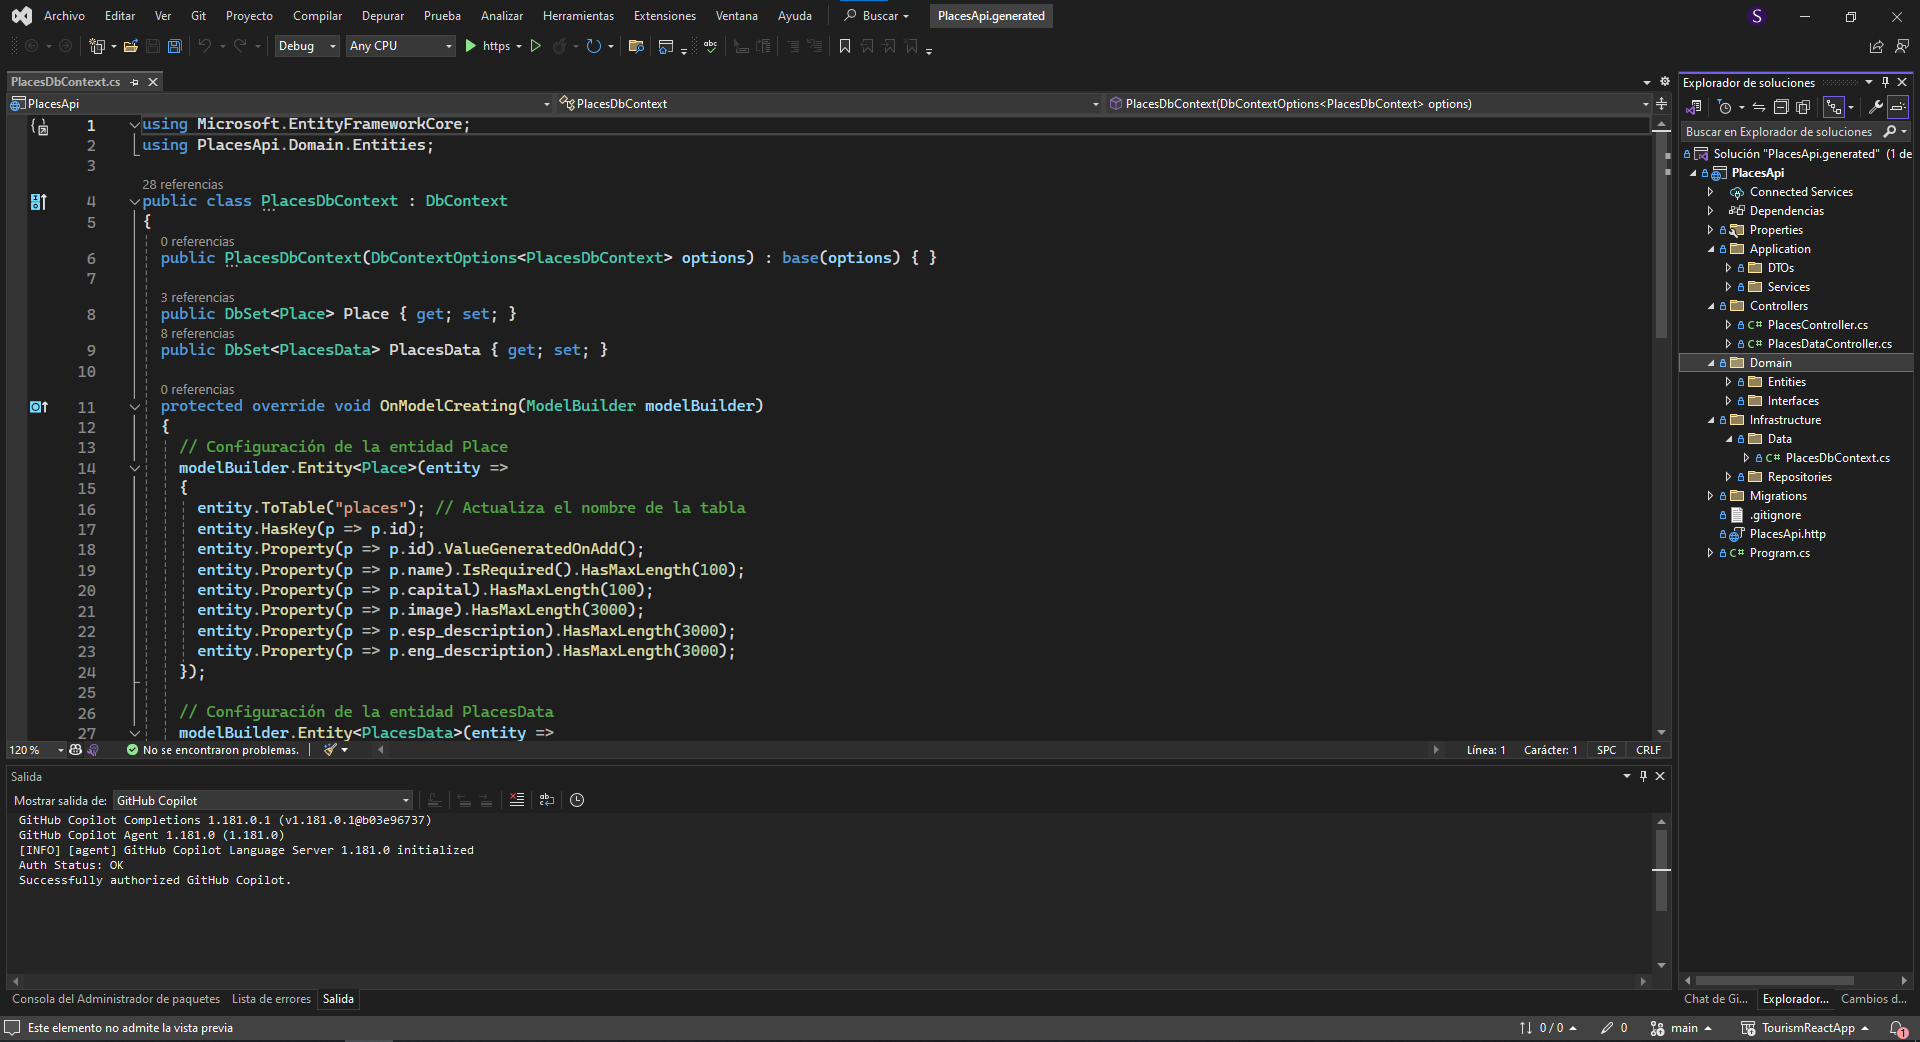 Archivo Editar Ver Git Proyecto Compilar Depurar Prueba Analizar Herramientas Extensiones Ventana Ayuda Buscar PlacesApi.generated S
Debug Any CPU https
PlacesDbContext.cs
PlacesApi PlacesDbContext PlacesDbContext(DbContextOptions<PlacesDbContext> options)
1 using Microsoft.EntityFrameworkCore;
2 using PlacesApi.Domain.Entities;
3
28 referencias
4 public class PlacesDbContext : DbContext
5 {
0 referencias
6 public PlacesDbContext(DbContextOptions<PlacesDbContext> options) : base(options) { }
7
3 referencias
8 public DbSet<Place> Place { get; set; }
8 referencias
9 public DbSet<PlacesData> PlacesData { get; set; }
10
0 referencias
11 protected override void OnModelCreating(ModelBuilder modelBuilder)
12 {
13 // Configuración de la entidad Place
14 modelBuilder.Entity<Place>(entity =>
15 {
16 entity.ToTable("places"); // Actualiza el nombre de la tabla
17 entity.HasKey(p => p.id);
18 entity.Property(p => p.id).ValueGeneratedOnAdd();
19 entity.Property(p => p.name).IsRequired().HasMaxLength(100);
20 entity.Property(p => p.capital).HasMaxLength(100);
21 entity.Property(p => p.image).HasMaxLength(3000);
22 entity.Property(p => p.esp_description).HasMaxLength(3000);
23 entity.Property(p => p.eng_description).HasMaxLength(3000);
24 });
25
26 // Configuración de la entidad PlacesData
27 modelBuilder.Entity<PlacesData>(entity =>
120 % No se encontraron problemas. Línea: 1 Carácter: 1 SPC CRLF
Salida
Mostrar salida de: GitHub Copilot
GitHub Copilot Completions 1.181.0.1 (v1.181.0.1@b03e96737)
GitHub Copilot Agent 1.181.0 (1.181.0)
[INFO] [agent] GitHub Copilot Language Server 1.181.0 initialized
Auth Status: OK
Successfully authorized GitHub Copilot.
Consola del Administrador de paquetes Lista de errores Salida
Explorador de soluciones
Buscar en Explorador de soluciones
Solución "PlacesApi.generated" (1 de
PlacesApi
Connected Services
Dependencias
Properties
Application
DTOs
Services
Controllers
C# PlacesController.cs
C# PlacesDataController.cs
Domain
Entities
Interfaces
Infrastructure
Data
C# PlacesDbContext.cs
Repositories
Migrations
.gitignore
PlacesApi.http
C# Program.cs
Chat de Gi... Explorador... Cambios d...
Este elemento no admite la vista previa 0 / 0 0 main TourismReactApp 1